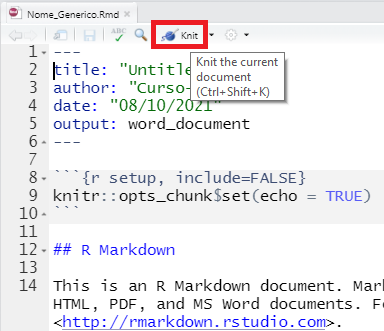 Nome_Generico.Rmd
ABC Knit
Knit the current
document
(Ctrl+Shift+K)
1 ---
2 title: "Untitle
3 author: "Curso-
4 date: "08/10/2021"
5 output: word_document
6 ---
7
8 ```{r setup, include=FALSE}
9 knitr::opts_chunk$set(echo = TRUE)
10 ```
11
12 ## R Markdown
13
14 This is an R Markdown document. Mar
HTML, PDF, and MS Word documents. Fo
<http://rmarkdown.rstudio.com>.